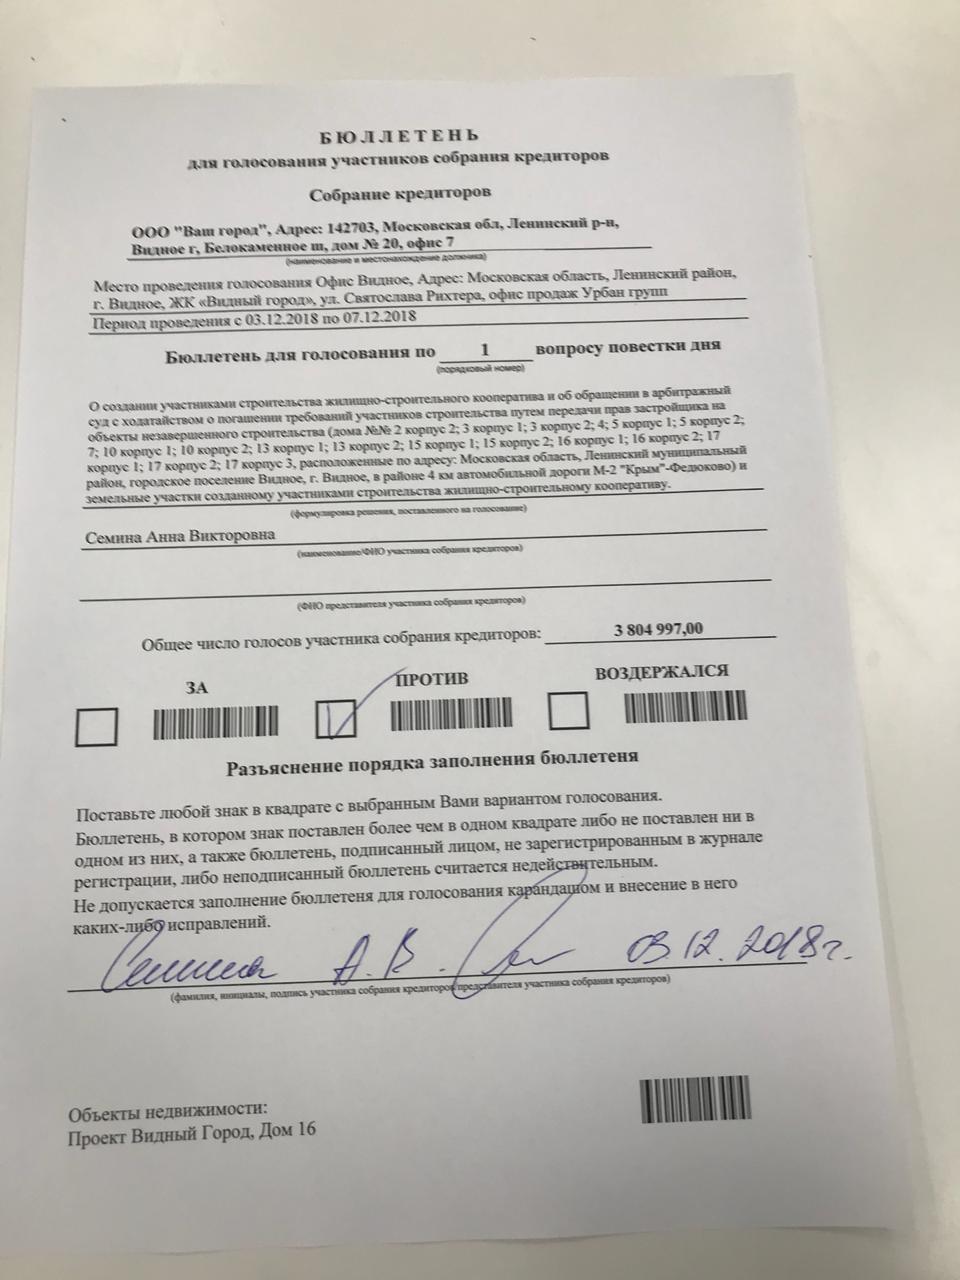 БЮЛЛЕТЕНЬ
для голосования участников собрания кредиторов
Собрание кредиторов
ООО "Ваш город", Адрес: 142703, Московская обл, Ленинский р-н,
Видное г, Белокаменное ш, дом № 20, офис 7
(наименование и местонахождение должника)
Место проведения голосования Офис Видное, Адрес: Московская область, Ленинский район,
г. Видное, ЖК «Видный город», ул. Святослава Рихтера, офис продаж Урбан групп
Период проведения с 03.12.2018 по 07.12.2018
Бюллетень для голосования по 1 вопросу повестки дня
(порядковый номер)
О создании участниками строительства жилищно-строительного кооператива и об обращении в арбитражный
суд с ходатайством о погашении требований участников строительства путем передачи прав застройщика на
объекты незавершенного строительства (дома №№ 2 корпус 2; 3 корпус 1; 3 корпус 2; 4; 5 корпус 1; 5 корпус 2;
7; 10 корпус 1; 10 корпус 2; 13 корпус 1; 13 корпус 2; 15 корпус 1; 15 корпус 2; 16 корпус 1; 16 корпус 2; 17
корпус 1; 17 корпус 2; 17 корпус 3, расположенные по адресу: Московская область, Ленинский муниципальный
район, городское поселение Видное, г. Видное, в районе 4 км автомобильной дороги М-2 "Крым"-Федюково) и
земельные участки созданному участниками строительства жилищно-строительному кооперативу.
(формулировка решения, поставленного на голосование)
Семина Анна Викторовна
(наименование/ФИО участника собрания кредиторов)
(ФИО представителя участника собрания кредиторов)
Общее число голосов участника собрания кредиторов: 3 804 997,00
ЗА ПРОТИВ ВОЗДЕРЖАЛСЯ
Разъяснение порядка заполнения бюллетеня
Поставьте любой знак в квадрате с выбранным Вами вариантом голосования.
Бюллетень, в котором знак поставлен более чем в одном квадрате либо не поставлен ни в
одном из них, а также бюллетень, подписанный лицом, не зарегистрированным в журнале
регистрации, либо неподписанный бюллетень считается недействительным.
Не допускается заполнение бюллетеня для голосования карандашом и внесение в него
каких-либо исправлений.
Семина А. В. 03.12.2018г.
(фамилия, инициалы, подпись участника собрания кредиторов/представителя участника собрания кредиторов)
Объекты недвижимости:
Проект Видный Город, Дом 16